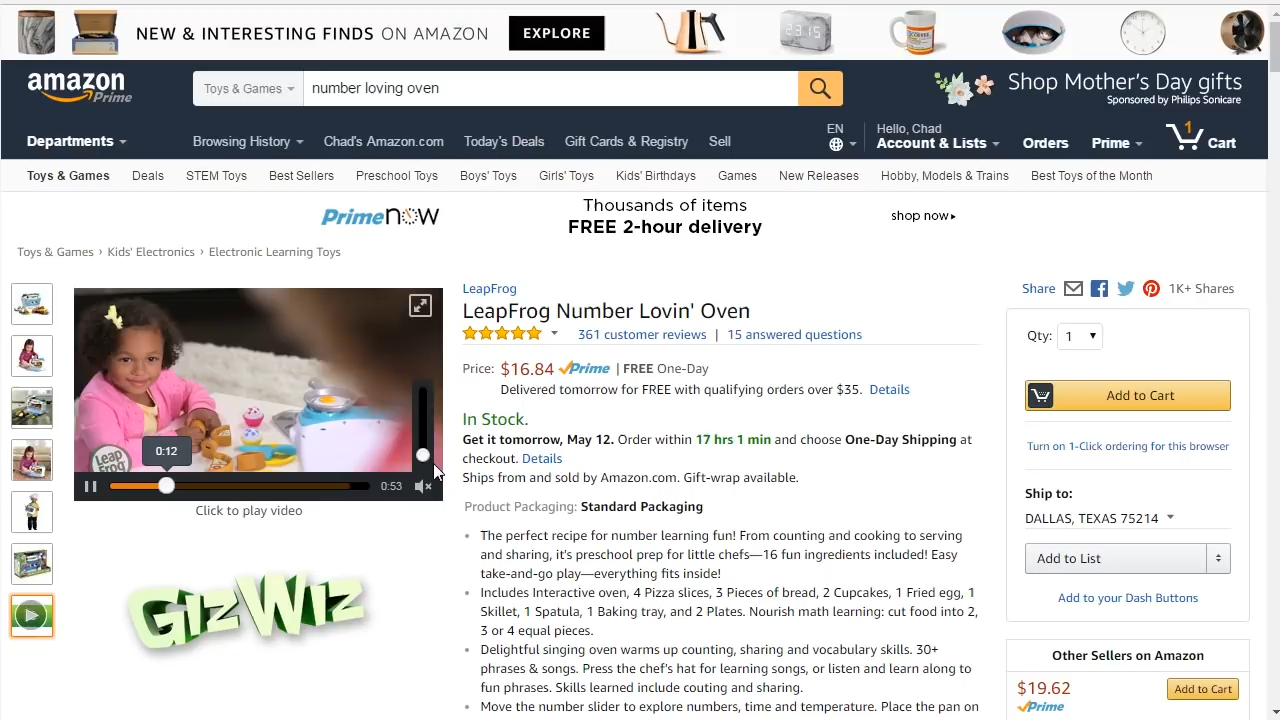 NEW & INTERESTING FINDS ON AMAZON
EXPLORE
amazon Prime
Toys & Games
number loving oven
Shop Mother's Day gifts
Sponsored by Philips Sonicare
Departments
Browsing History
Chad's Amazon.com
Today's Deals
Gift Cards & Registry
Sell
EN
Hello, Chad
Account & Lists
Orders
Prime
1
Cart
Toys & Games
Deals
STEM Toys
Best Sellers
Preschool Toys
Boys' Toys
Girls' Toys
Kids' Birthdays
Games
New Releases
Hobby, Models & Trains
Best Toys of the Month
PrimeNOW
Thousands of items
FREE 2-hour delivery
shop now
Toys & Games › Kids' Electronics › Electronic Learning Toys
Leap Frog
0:12
0:53
Click to play video
GizWiz
LeapFrog
LeapFrog Number Lovin' Oven
361 customer reviews | 15 answered questions
Price: $16.84 Prime | FREE One-Day
Delivered tomorrow for FREE with qualifying orders over $35. Details
In Stock.
Get it tomorrow, May 12. Order within 17 hrs 1 min and choose One-Day Shipping at
checkout. Details
Ships from and sold by Amazon.com. Gift-wrap available.
Product Packaging: Standard Packaging
The perfect recipe for number learning fun! From counting and cooking to serving
and sharing, it's preschool prep for little chefs—16 fun ingredients included! Easy
take-and-go play—everything fits inside!
Includes Interactive oven, 4 Pizza slices, 3 Pieces of bread, 2 Cupcakes, 1 Fried egg, 1
Skillet, 1 Spatula, 1 Baking tray, and 2 Plates. Nourish math learning: cut food into 2,
3 or 4 equal pieces.
Delightful singing oven warms up counting, sharing and vocabulary skills. 30+
phrases & songs. Press the chef's hat for learning songs, or listen and learn along to
fun phrases. Skills learned include couting and sharing.
Move the number slider to explore numbers, time and temperature. Place the pan on
Share
1K+ Shares
Qty: 1
Add to Cart
Turn on 1-Click ordering for this browser
Ship to:
DALLAS, TEXAS 75214
Add to List
Add to your Dash Buttons
Other Sellers on Amazon
$19.62
Add to Cart
Prime